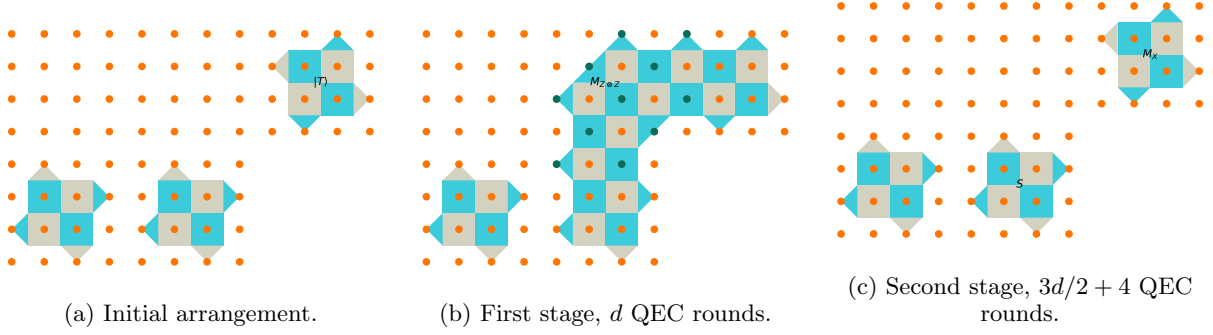 |T⟩
M_{Z⊗Z}
M_X
S
(a) Initial arrangement.
(b) First stage, d QEC rounds.
(c) Second stage, 3d/2 + 4 QEC
rounds.